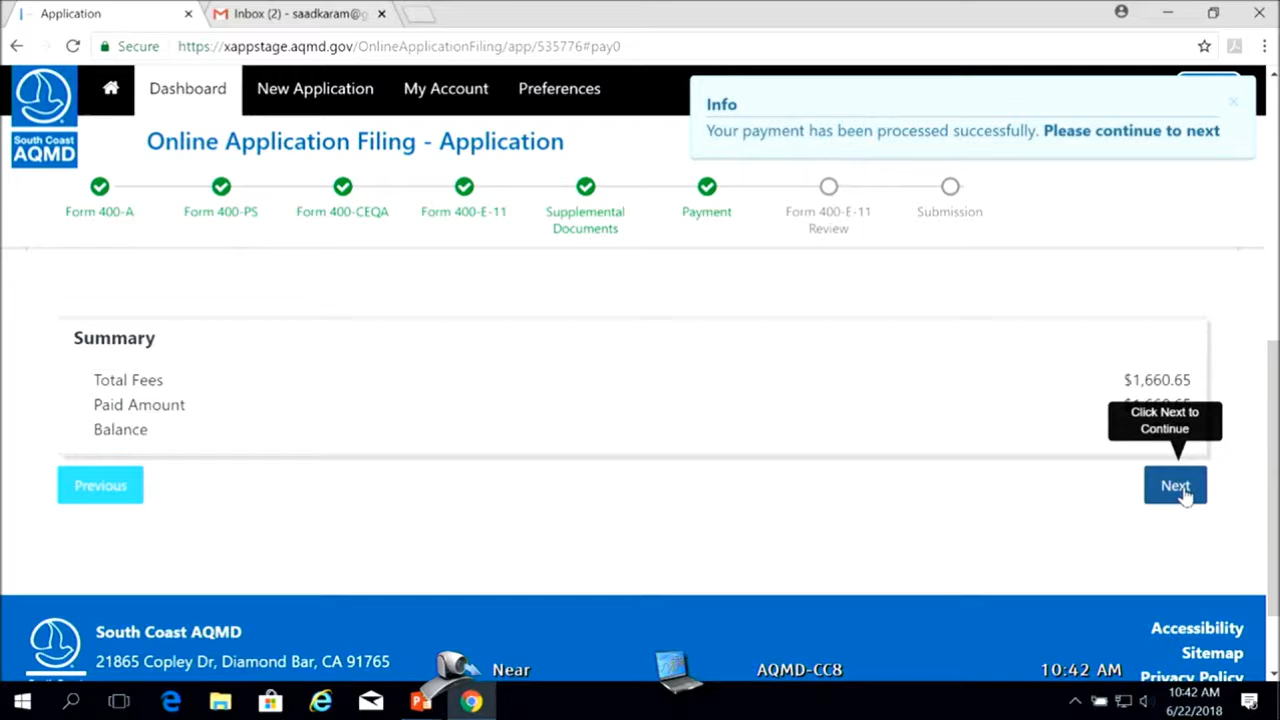 Application
Inbox (2) - saadkaram@g
Secure
https://xappstage.aqmd.gov/OnlineApplicationFiling/app/535776#pay0
South Coast
AQMD
Dashboard
New Application
My Account
Preferences
Info
Your payment has been processed successfully. Please continue to next
Online Application Filing - Application
Form 400-A
Form 400-PS
Form 400-CEQA
Form 400-E-11
Supplemental
Documents
Payment
Form 400-E-11
Review
Submission
Summary
Total Fees
$1,660.65
Paid Amount
Balance
Click Next to
Continue
Previous
Next
South Coast AQMD
21865 Copley Dr, Diamond Bar, CA 91765
Accessibility
Sitemap
Privacy Policy
Near
AQMD-CC8
10:42 AM
10:42 AM
6/22/2018